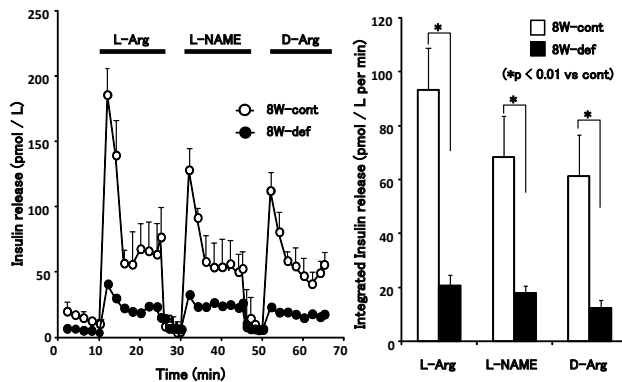 L-Arg
L-NAME
D-Arg
8W-cont
8W-def
Insulin release (pmol / L)
250
200
150
100
50
0
0
10
20
30
40
50
60
70
Time (min)
8W-cont
8W-def
(*p < 0.01 vs cont)
*
*
*
Integrated Insulin release (pmol / L per min)
120
100
80
60
40
20
0
L-Arg
L-NAME
D-Arg